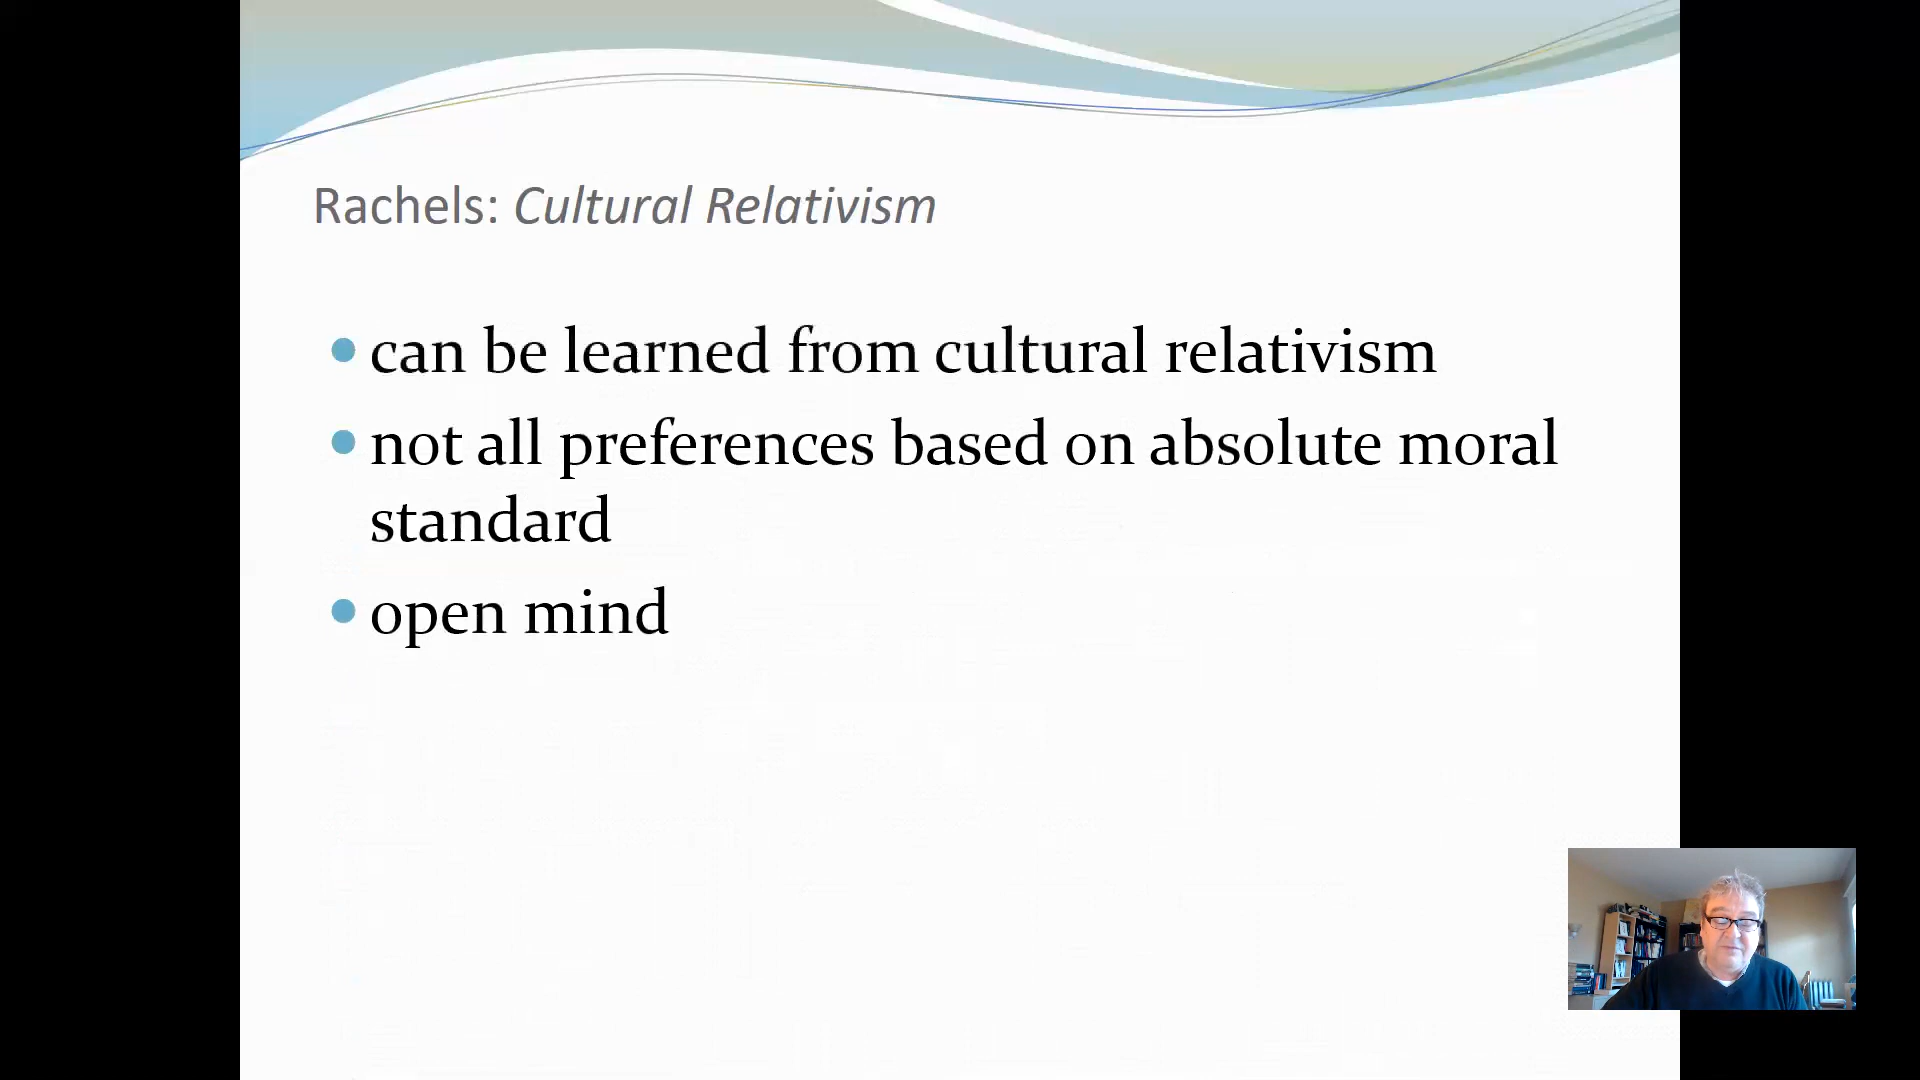 Rachels: Cultural Relativism
• can be learned from cultural relativism
• not all preferences based on absolute moral
standard
• open mind